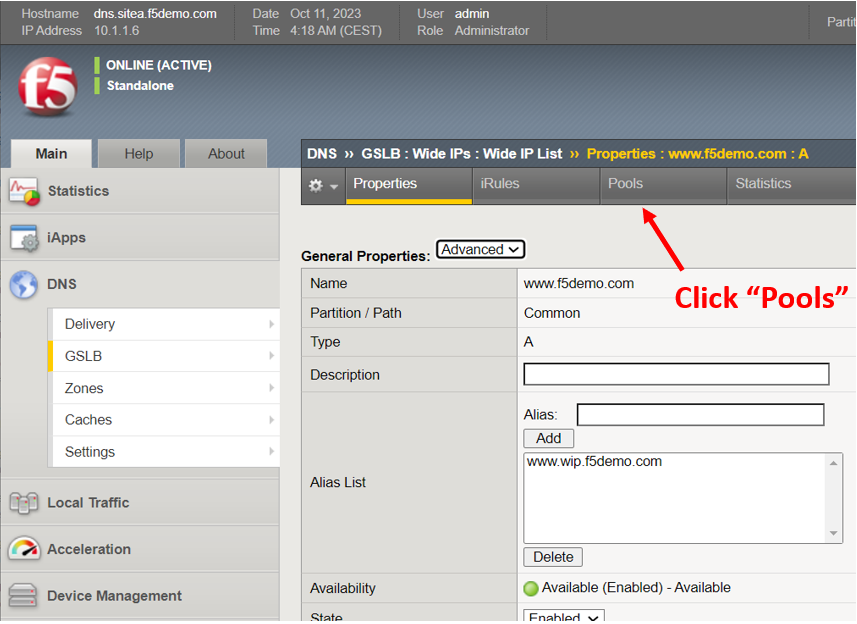 Hostname dns.sitea.f5demo.com Date Oct 11, 2023 User admin
IP Address 10.1.1.6 Time 4:18 AM (CEST) Role Administrator
f5
ONLINE (ACTIVE)
Standalone
Main Help About
DNS ›› GSLB : Wide IPs : Wide IP List ›› Properties : www.f5demo.com : A
Properties iRules Pools Statistics
Statistics
iApps
DNS
Delivery
GSLB
Zones
Caches
Settings
Local Traffic
Acceleration
Device Management
General Properties: Advanced
Click “Pools”
Name www.f5demo.com
Partition / Path Common
Type A
Description
Alias List
Alias:
Add
www.wip.f5demo.com
Delete
Availability Available (Enabled) - Available
State Enabled